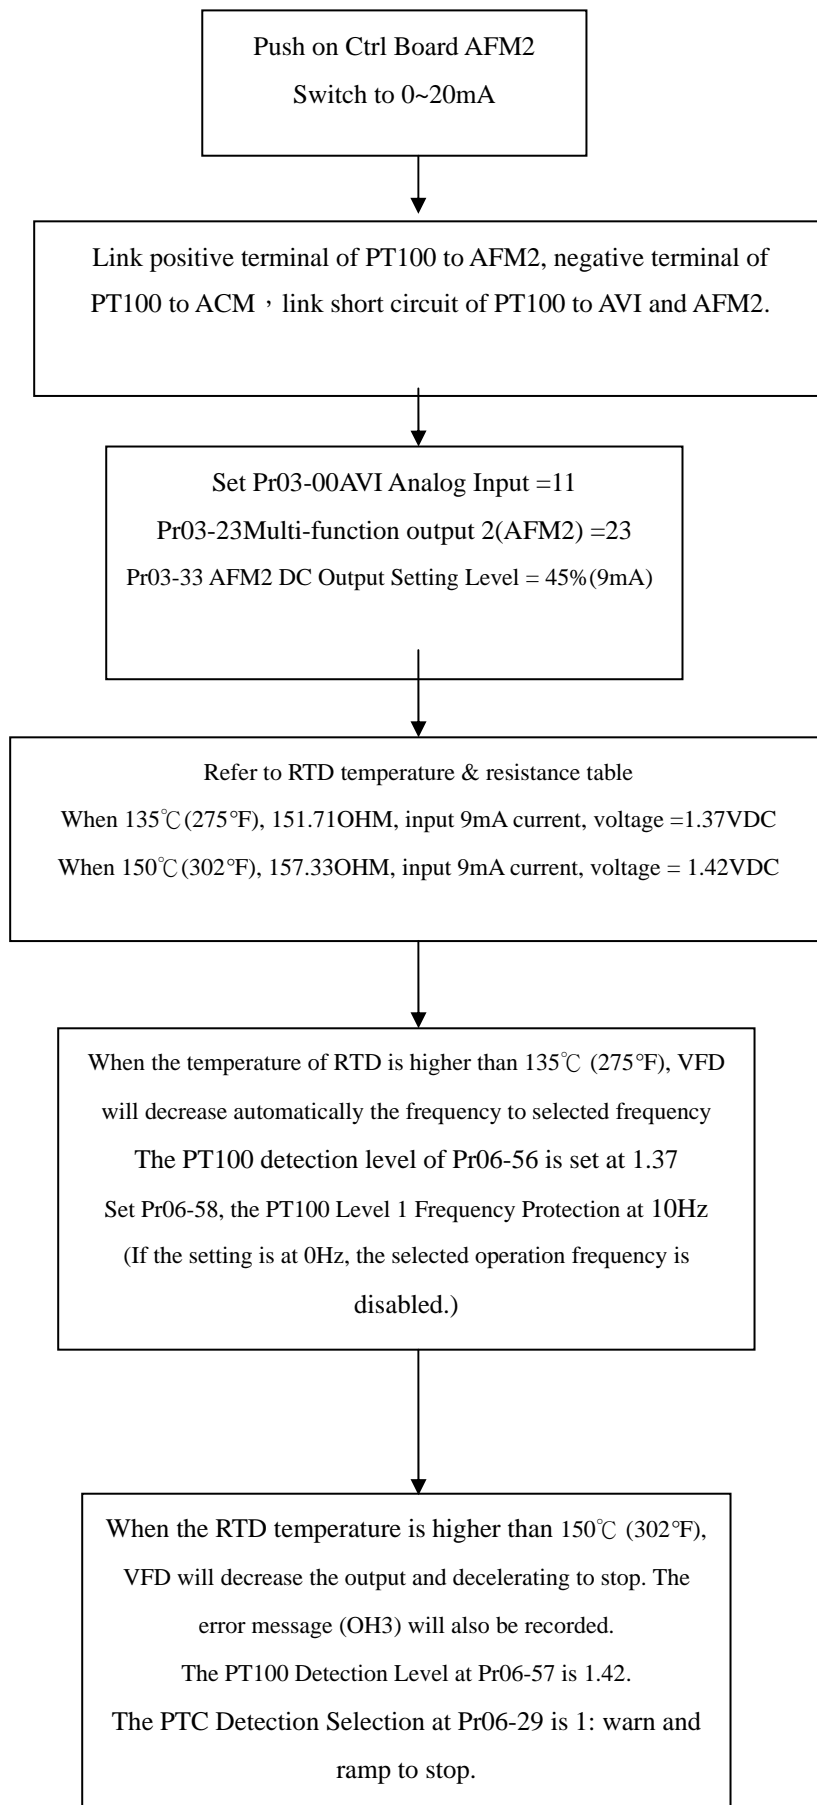 Push on Ctrl Board AFM2
Switch to 0~20mA
Link positive terminal of PT100 to AFM2, negative terminal of
PT100 to ACM，link short circuit of PT100 to AVI and AFM2.
Set Pr03-00AVI Analog Input =11
Pr03-23Multi-function output 2(AFM2) =23
Pr03-33 AFM2 DC Output Setting Level = 45%(9mA)
Refer to RTD temperature & resistance table
When 135℃(275°F), 151.71OHM, input 9mA current, voltage =1.37VDC
When 150℃(302°F), 157.33OHM, input 9mA current, voltage = 1.42VDC
When the temperature of RTD is higher than 135℃ (275°F), VFD
will decrease automatically the frequency to selected frequency
The PT100 detection level of Pr06-56 is set at 1.37
Set Pr06-58, the PT100 Level 1 Frequency Protection at 10Hz
(If the setting is at 0Hz, the selected operation frequency is
disabled.)
When the RTD temperature is higher than 150℃ (302°F),
VFD will decrease the output and decelerating to stop. The
error message (OH3) will also be recorded.
The PT100 Detection Level at Pr06-57 is 1.42.
The PTC Detection Selection at Pr06-29 is 1: warn and
ramp to stop.